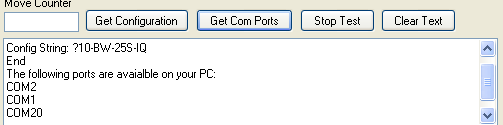 Move Counter
Get Configuration Get Com Ports Stop Test Clear Text
Config String: ?10-BW-25S-IQ
End
The following ports are avaialble on your PC:
COM2
COM1
COM20